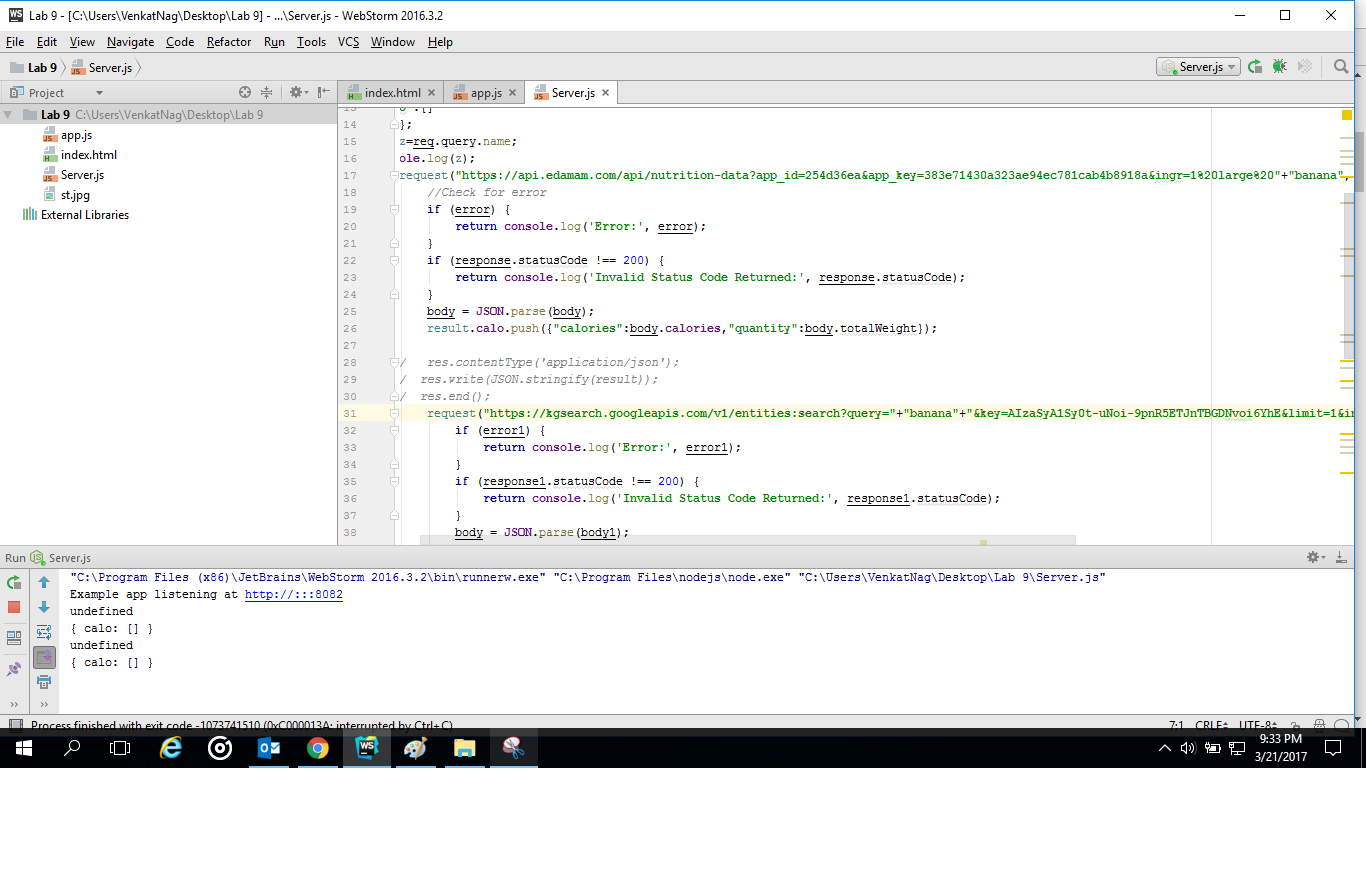 Lab 9 - [C:\Users\VenkatNag\Desktop\Lab 9] - ...\Server.js - WebStorm 2016.3.2
File Edit View Navigate Code Refactor Run Tools VCS Window Help
Lab 9 Server.js Server.js
Project index.html app.js Server.js
Lab 9 C:\Users\VenkatNag\Desktop\Lab 9
app.js
index.html
Server.js
st.jpg
External Libraries
14 };
15 z=req.query.name;
16 ole.log(z);
17 request("https://api.edamam.com/api/nutrition-data?app_id=254d36ea&app_key=383e71430a323ae94ec781cab4b8918a&ingr=1%20large%20"+"banana",
18 //Check for error
19 if (error) {
20 return console.log('Error:', error);
21 }
22 if (response.statusCode !== 200) {
23 return console.log('Invalid Status Code Returned:', response.statusCode);
24 }
25 body = JSON.parse(body);
26 result.calo.push({"calories":body.calories,"quantity":body.totalWeight});
27
28 / res.contentType('application/json');
29 / res.write(JSON.stringify(result));
30 / res.end();
31 request("https://kgsearch.googleapis.com/v1/entities:search?query="+"banana"+"&key=AIzaSyA1Sy0t-uNoi-9pnR5ETJnTBGDNvoi6YhE&limit=1&in
32 if (error1) {
33 return console.log('Error:', error1);
34 }
35 if (response1.statusCode !== 200) {
36 return console.log('Invalid Status Code Returned:', response1.statusCode);
37 }
38 body = JSON.parse(body1);
Run Server.js
"C:\Program Files (x86)\JetBrains\WebStorm 2016.3.2\bin\runnerw.exe" "C:\Program Files\nodejs\node.exe" "C:\Users\VenkatNag\Desktop\Lab 9\Server.js"
Example app listening at http://:::8082
undefined
{ calo: [] }
undefined
{ calo: [] }
Process finished with exit code -1073741510 (0xC000013A: interrupted by Ctrl+C)
7:1 CRLF UTF-8
9:33 PM
3/21/2017